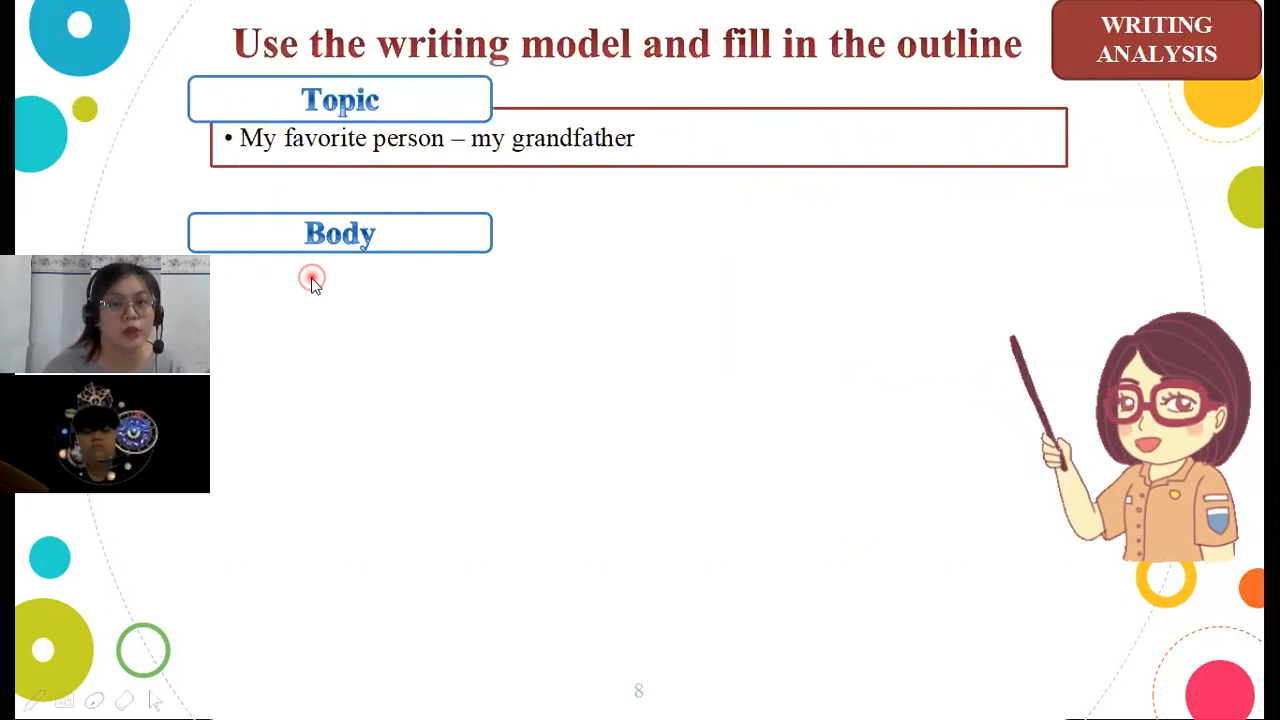 Use the writing model and fill in the outline
WRITING
ANALYSIS
Topic
• My favorite person – my grandfather
Body
8